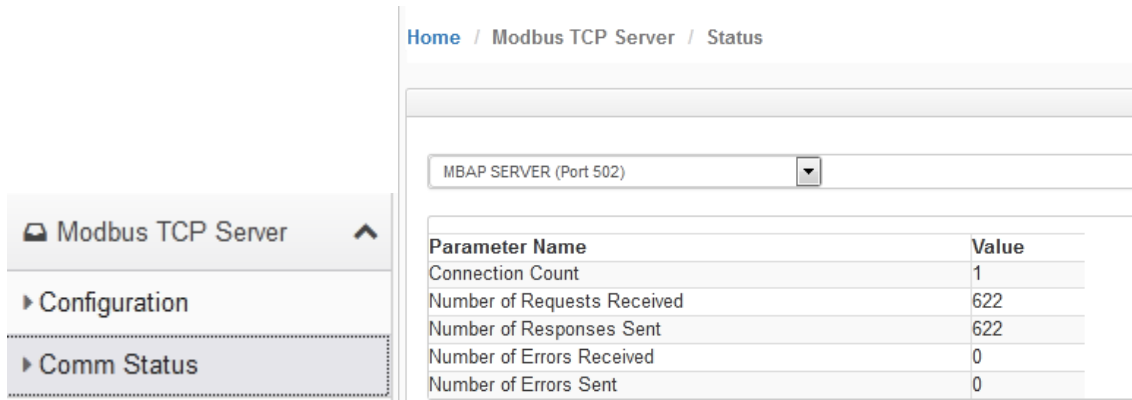 Home / Modbus TCP Server / Status
MBAP SERVER (Port 502)
Modbus TCP Server
Configuration
Comm Status
Parameter Name Value
Connection Count 1
Number of Requests Received 622
Number of Responses Sent 622
Number of Errors Received 0
Number of Errors Sent 0